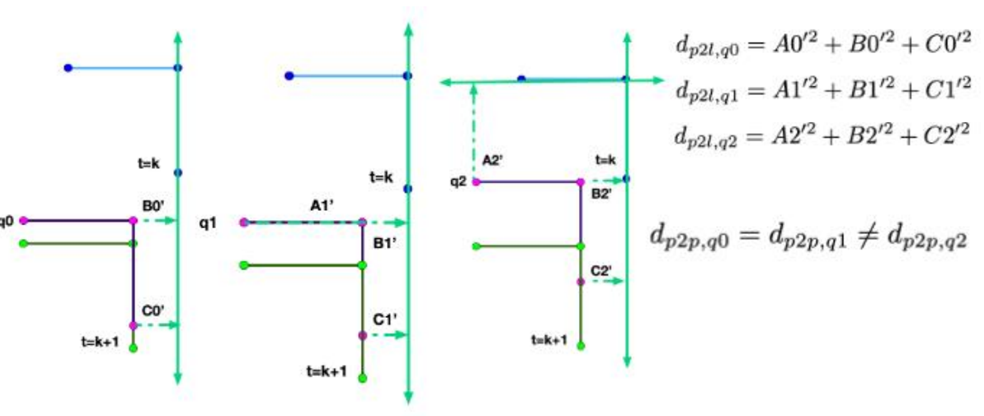 t=k
q0
B0'
C0'
t=k+1
t=k
q1
A1'
B1'
C1'
t=k+1
A2'
t=k
q2
B2'
C2'
t=k+1
d_{p2l,q0} = A0'^2 + B0'^2 + C0'^2
d_{p2l,q1} = A1'^2 + B1'^2 + C1'^2
d_{p2l,q2} = A2'^2 + B2'^2 + C2'^2
d_{p2p,q0} = d_{p2p,q1} ≠ d_{p2p,q2}